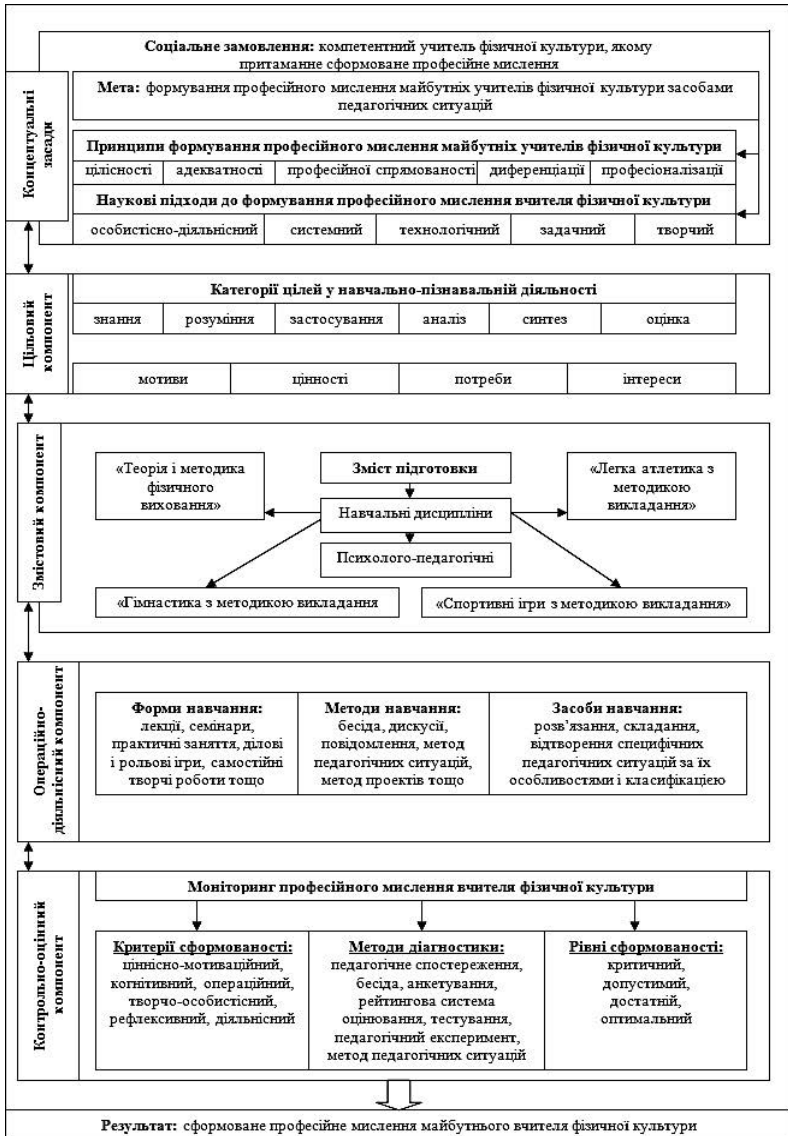 Соціальне замовлення: компетентний учитель фізичної культури, якому
притаманне сформоване професійне мислення
Концептуальні
засади
Мета: формування професійного мислення майбутніх учителів фізичної культури засобами
педагогічних ситуацій
Принципи формування професійного мислення майбутніх учителів фізичної культури
цілісності адекватності професійної спрямованості диференціації професіоналізації
Наукові підходи до формування професійного мислення вчителя фізичної культури
особистісно-діяльнісний системний технологічний задачний творчий
Цільовий
компонент
Категорії цілей у навчально-пізнавальній діяльності
знання розуміння застосування аналіз синтез оцінка
мотиви цінності потреби інтереси
Змістовий компонент
«Теорія і методика
фізичного
виховання»
Зміст підготовки
«Легка атлетика з
методикою
викладання»
Навчальні дисципліни
Психолого-педагогічні
«Гімнастика з методикою викладання
«Спортивні ігри з методикою викладання»
Операційно-
діяльнісний компонент
Форми навчання:
лекції, семінари,
практичні заняття, ділові
і рольові ігри, самостійні
творчі роботи тощо
Методи навчання:
бесіда, дискусії,
повідомлення, метод
педагогічних ситуацій,
метод проектів тощо
Засоби навчання:
розв’язання, складання,
відтворення специфічних
педагогічних ситуацій за їх
особливостями і класифікацією
Контрольно-оцінний
компонент
Моніторинг професійного мислення вчителя фізичної культури
Критерії сформованості:
ціннісно-мотиваційний,
когнітивний, операційний,
творчо-особистісний,
рефлексивний, діяльнісний
Методи діагностики:
педагогічне спостереження,
бесіда, анкетування,
рейтингова система
оцінювання, тестування,
педагогічний експеримент,
метод педагогічних ситуацій
Рівні сформованості:
критичний,
допустимий,
достатній,
оптимальний
Результат: сформоване професійне мислення майбутнього вчителя фізичної культури